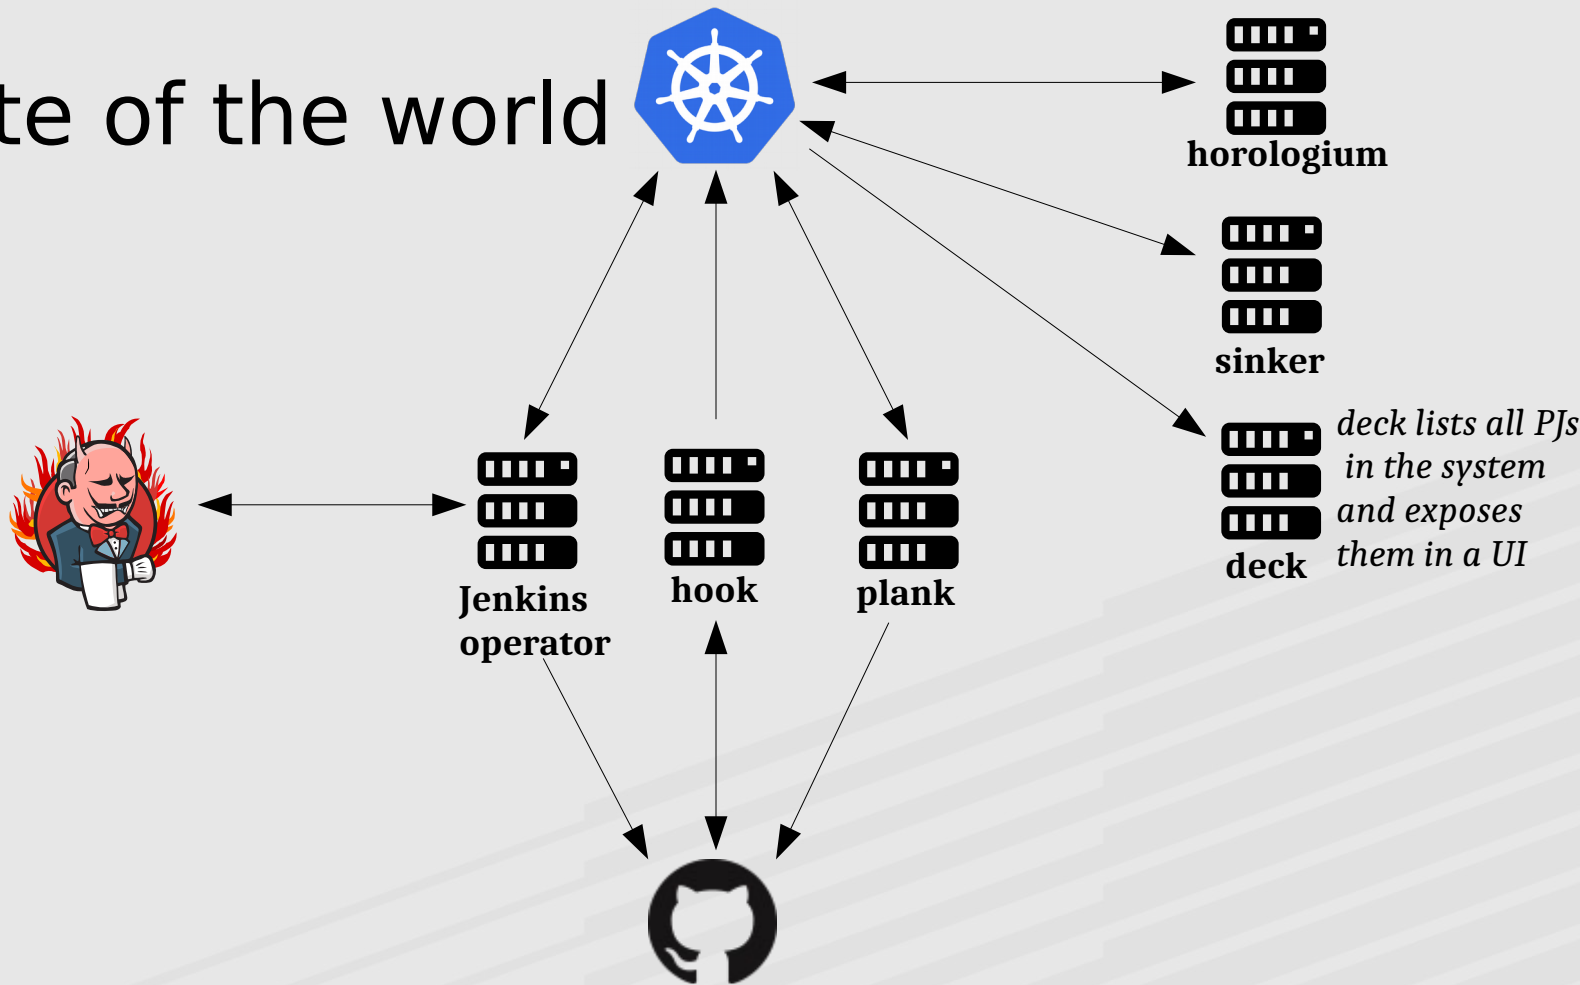 te of the world
horologium
sinker
deck lists all PJs
in the system
and exposes
them in a UI
deck
Jenkins
operator
hook
plank